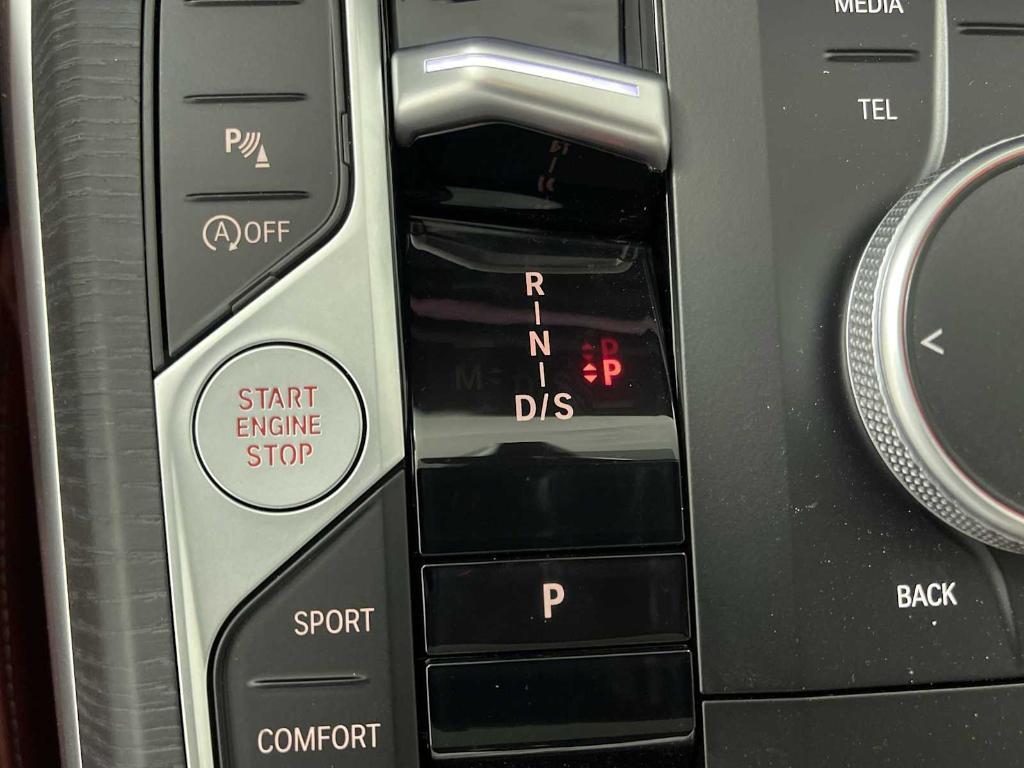 MEDIA
TEL
P
A OFF
R
N
D/S
P
START
ENGINE
STOP
P
SPORT
COMFORT
<
BACK